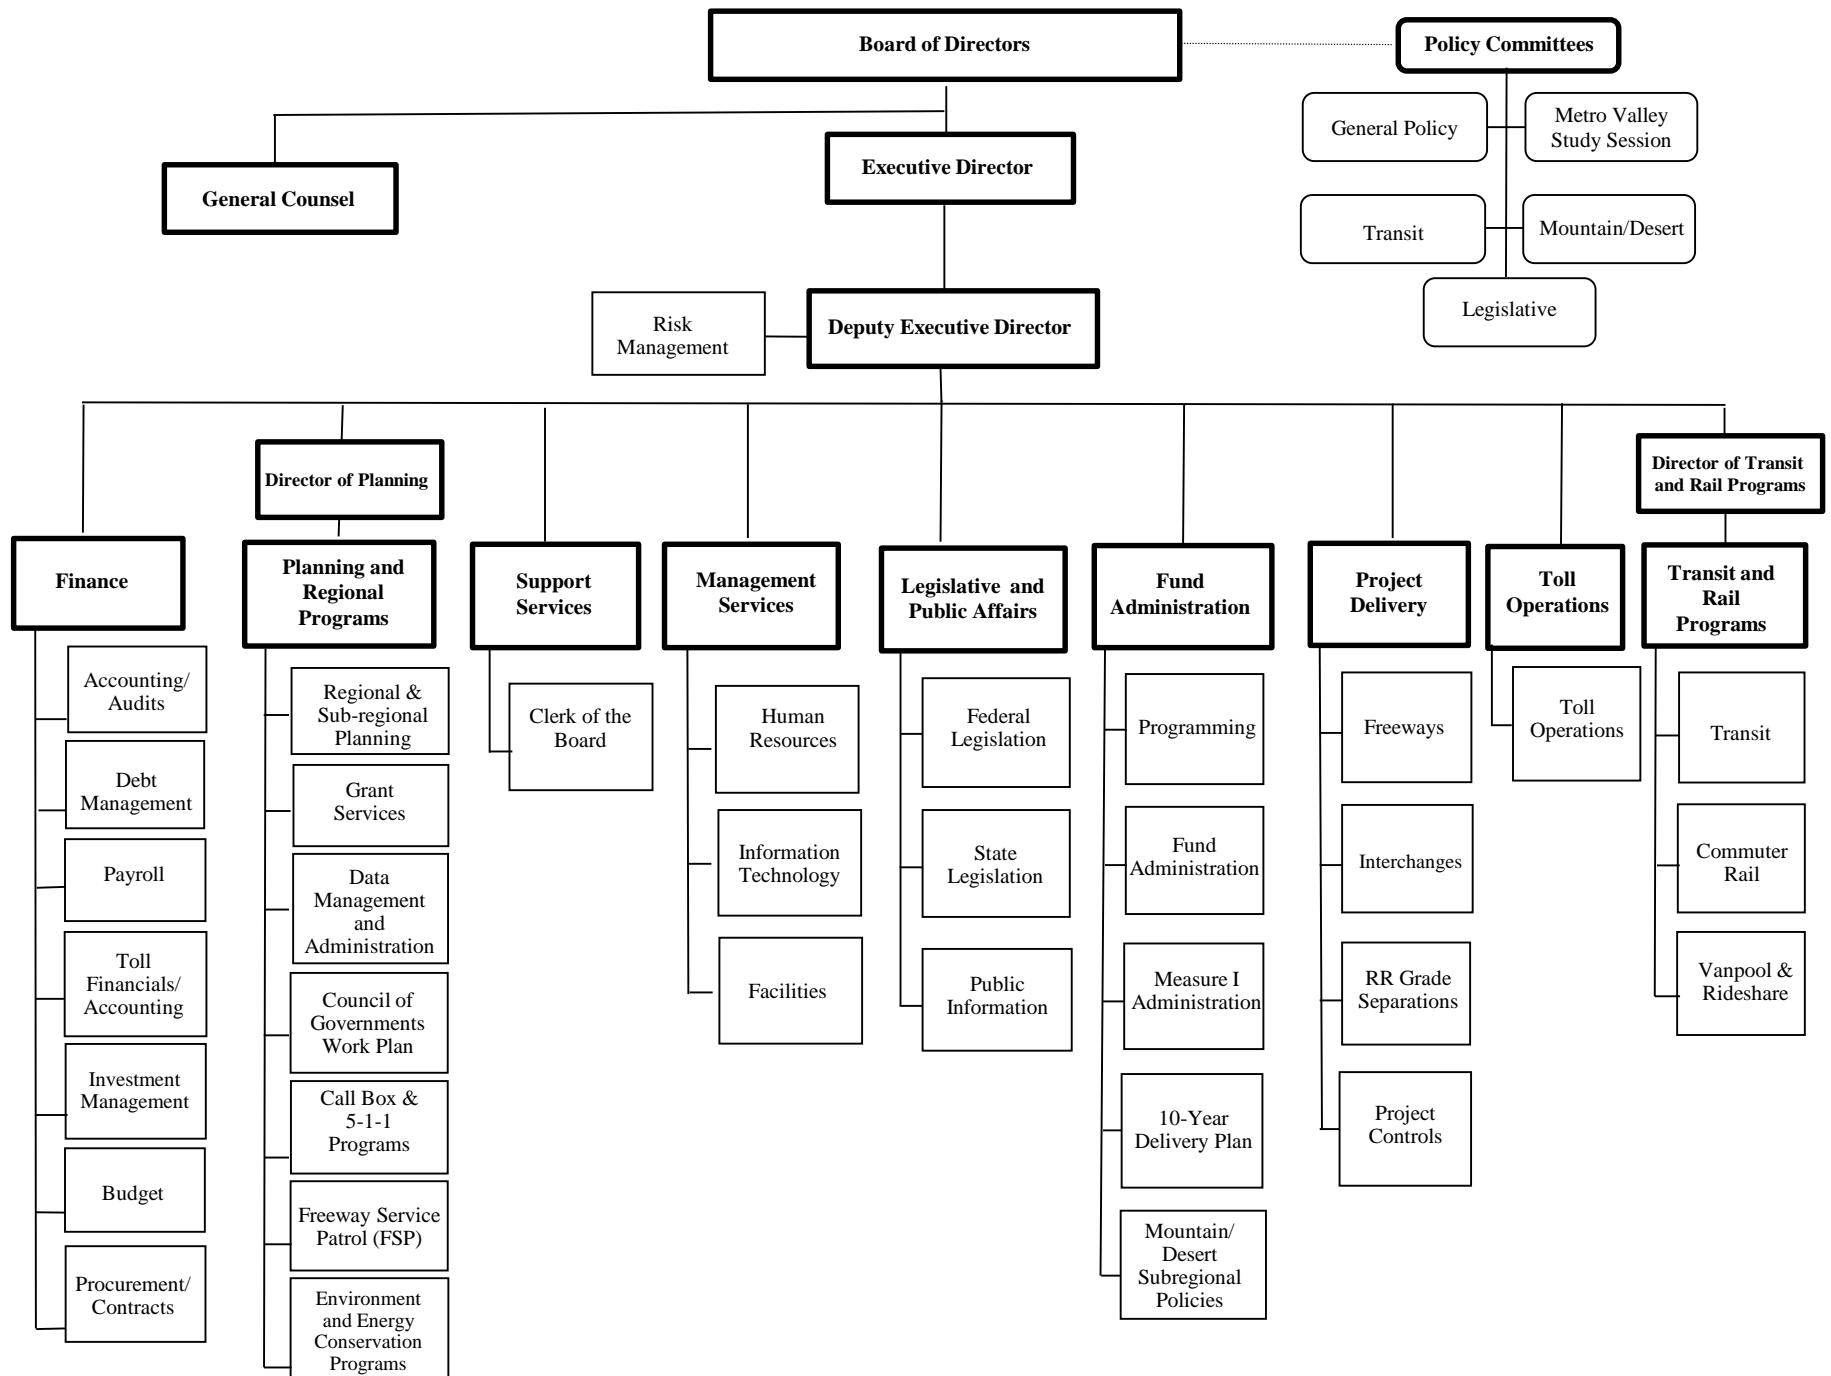 Board of Directors
Policy Committees
General Policy
Metro Valley
Study Session
Executive Director
General Counsel
Transit
Mountain/Desert
Legislative
Risk
Management
Deputy Executive Director
Director of Planning
Director of Transit
and Rail Programs
Finance
Planning and
Regional
Programs
Support
Services
Management
Services
Legislative and
Public Affairs
Fund
Administration
Project
Delivery
Toll
Operations
Transit and
Rail
Programs
Accounting/
Audits
Debt
Management
Payroll
Toll
Financials/
Accounting
Investment
Management
Budget
Procurement/
Contracts
Regional &
Sub-regional
Planning
Grant
Services
Data
Management
and
Administration
Council of
Governments
Work Plan
Call Box &
5-1-1
Programs
Freeway Service
Patrol (FSP)
Environment
and Energy
Conservation
Programs
Clerk of the
Board
Human
Resources
Information
Technology
Facilities
Federal
Legislation
State
Legislation
Public
Information
Programming
Fund
Administration
Measure I
Administration
10-Year
Delivery Plan
Mountain/
Desert
Subregional
Policies
Freeways
Interchanges
RR Grade
Separations
Project
Controls
Toll
Operations
Transit
Commuter
Rail
Vanpool &
Rideshare